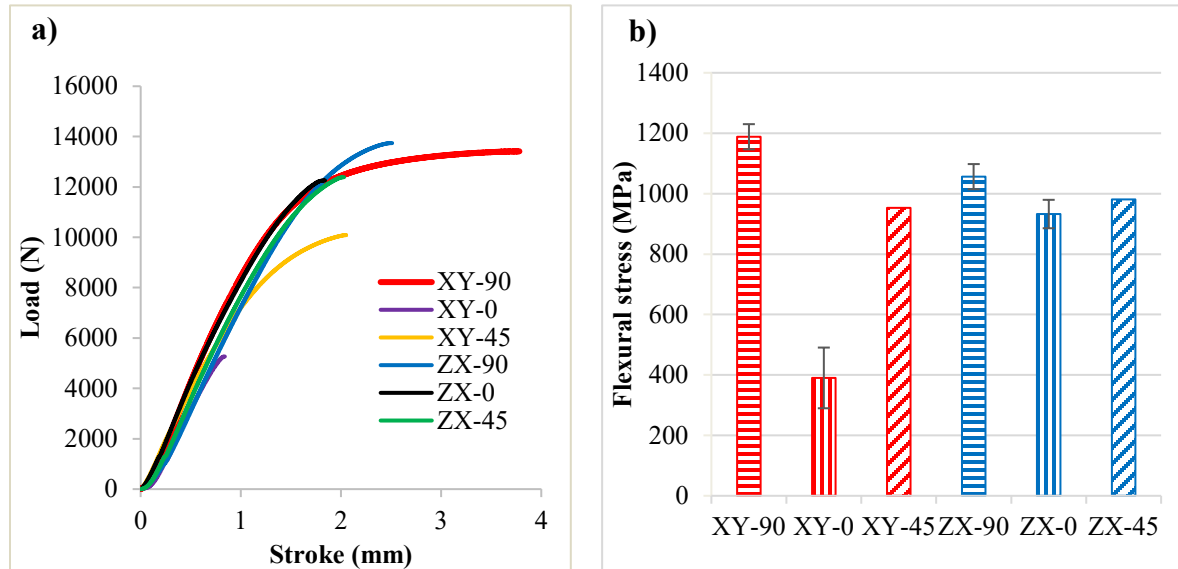 a)
16000
14000
12000
10000
8000
6000
4000
2000
0
Load (N)
0 1 2 3 4
Stroke (mm)
XY-90
XY-0
XY-45
ZX-90
ZX-0
ZX-45
b)
1400
1200
1000
800
600
400
200
0
Flexural stress (MPa)
XY-90 XY-0 XY-45 ZX-90 ZX-0 ZX-45